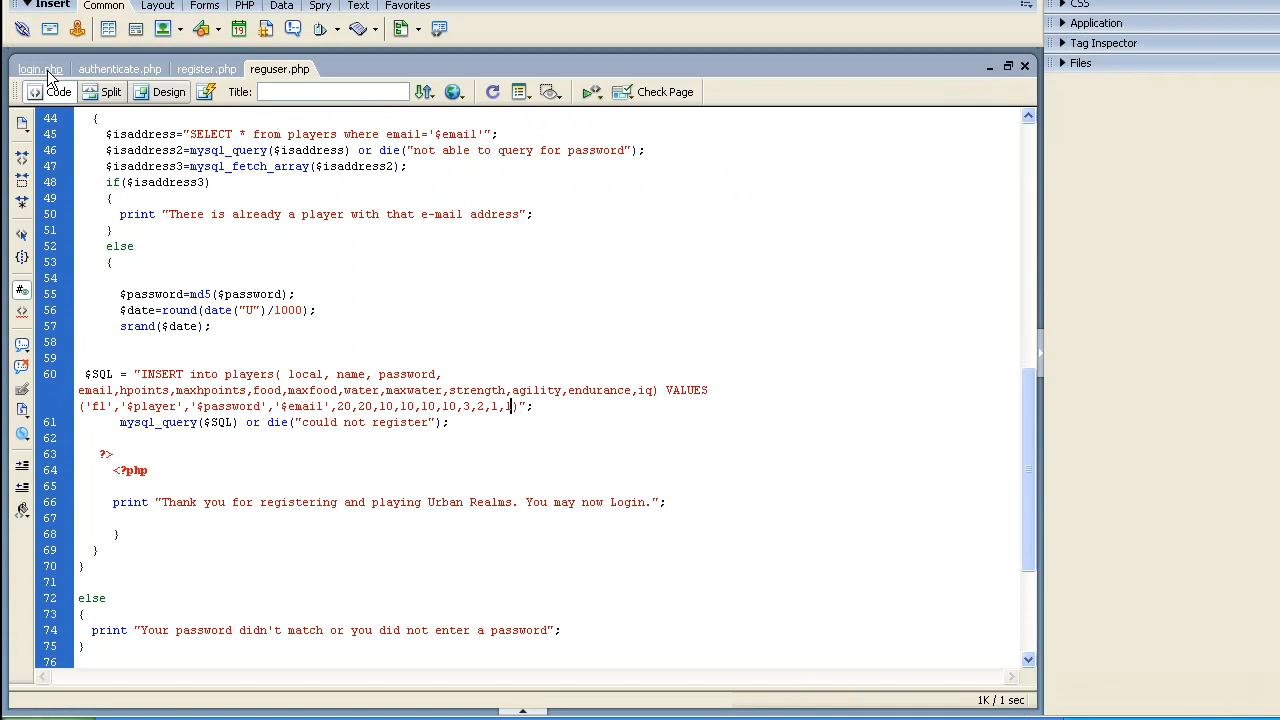 Insert Common Layout Forms PHP Data Spry Text Favorites
CSS
Application
Tag Inspector
Files
login.php authenticate.php register.php reguser.php
Code Split Design Title: Check Page
44 {
45 $isaddress="SELECT * from players where email='$email'";
46 $isaddress2=mysql_query($isaddress) or die("not able to query for password");
47 $isaddress3=mysql_fetch_array($isaddress2);
48 if($isaddress3)
49 {
50 print "There is already a player with that e-mail address";
51 }
52 else
53 {
54
55 $password=md5($password);
56 $date=round(date("U")/1000);
57 srand($date);
58
59
60 $SQL = "INSERT into players( local, name, password,
email,hpoints,maxhpoints,food,maxfood,water,maxwater,strength,agility,endurance,iq) VALUES
('f1','$player','$password','$email',20,20,10,10,10,10,3,2,1,1)";
61 mysql_query($SQL) or die("could not register");
62
63 ?>
64 <?php
65
66 print "Thank you for registering and playing Urban Realms. You may now Login.";
67
68 }
69 }
70 }
71
72 else
73 {
74 print "Your password didn't match or you did not enter a password";
75 }
76
1K / 1 sec